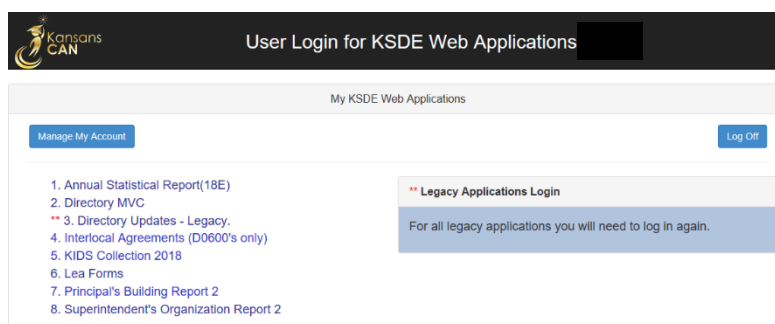 Kansans
CAN
User Login for KSDE Web Applications
My KSDE Web Applications
Manage My Account
Log Off
1. Annual Statistical Report(18E)
2. Directory MVC
** 3. Directory Updates - Legacy.
4. Interlocal Agreements (D0600's only)
5. KIDS Collection 2018
6. Lea Forms
7. Principal's Building Report 2
8. Superintendent's Organization Report 2
** Legacy Applications Login
For all legacy applications you will need to log in again.